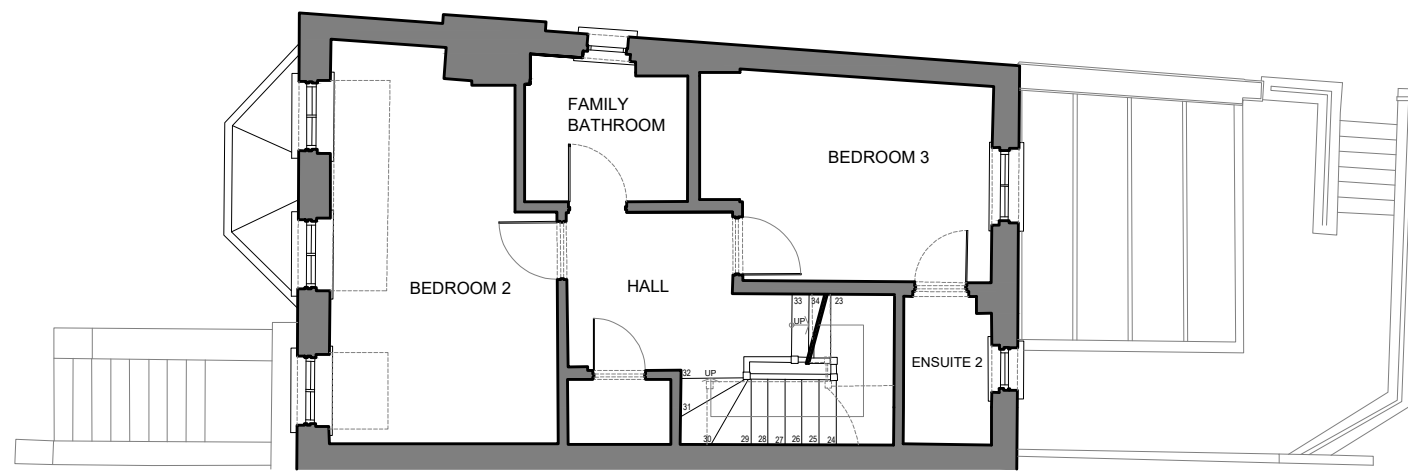 FAMILY
BATHROOM
BEDROOM 3
BEDROOM 2
HALL
33 34 23
UP
ENSUITE 2
32 UP
31
30 29 28 27 26 25 24